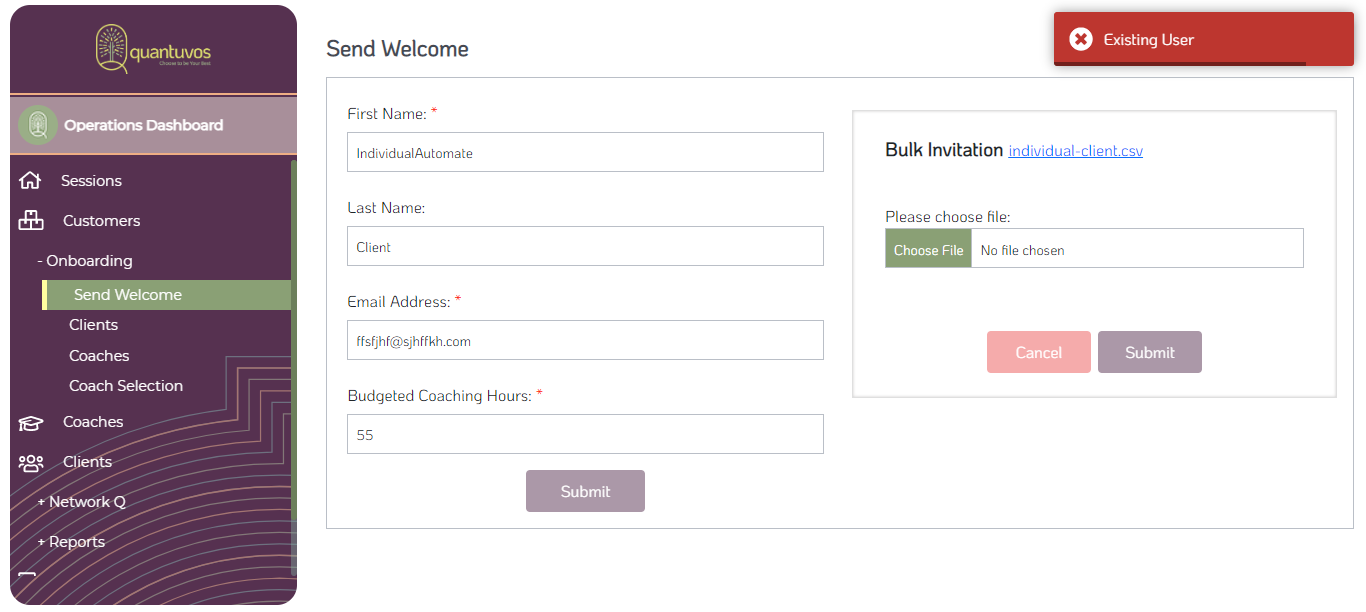 quantuvos
Choose to be Your Best
Operations Dashboard
Sessions
Customers
- Onboarding
Send Welcome
Clients
Coaches
Coach Selection
Coaches
Clients
+ Network Q
+ Reports
Send Welcome
Existing User
First Name: *
IndividualAutomate
Last Name:
Client
Email Address: *
ffsfjhf@sjhffkh.com
Budgeted Coaching Hours: *
55
Submit
Bulk Invitation individual-client.csv
Please choose file:
Choose File No file chosen
Cancel Submit